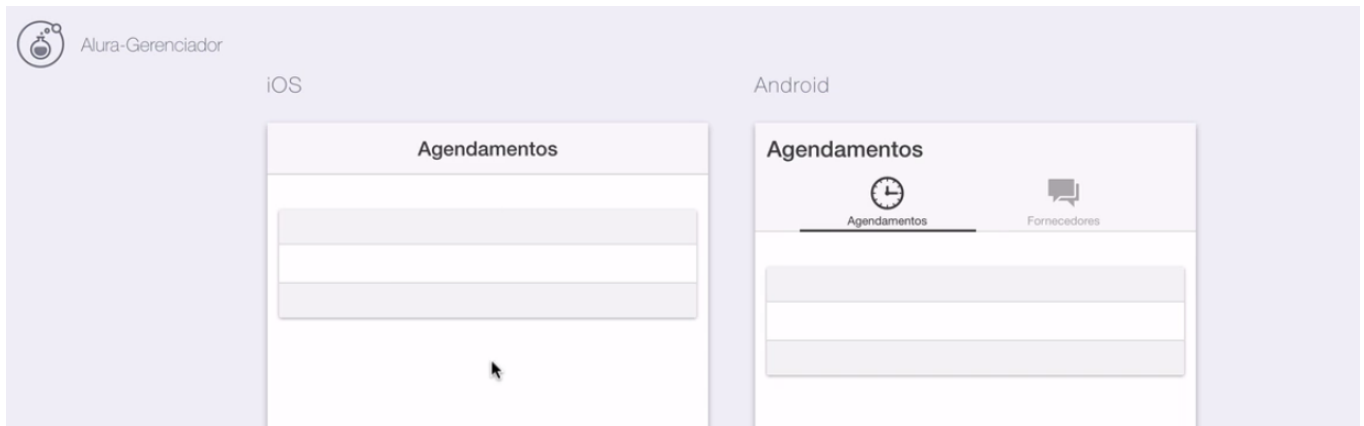 Alura-Gerenciador
iOS
Android
Agendamentos
Agendamentos
Agendamentos
Fornecedores